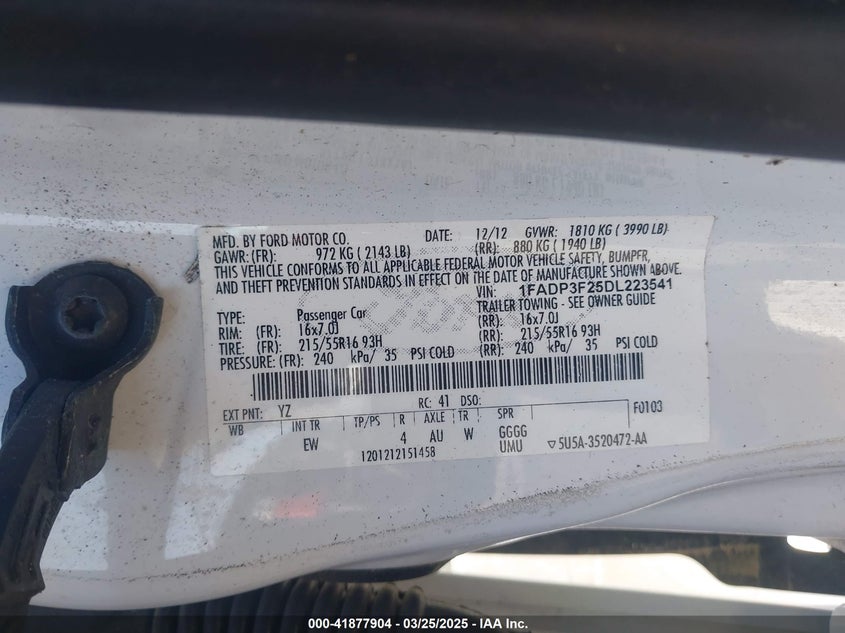 MFD. BY FORD MOTOR CO. DATE: 12/12 GVWR: 1810 KG ( 3990 LB)
GAWR: (FR): 972 KG ( 2143 LB) (RR): 880 KG ( 1940 LB)
THIS VEHICLE CONFORMS TO ALL APPLICABLE FEDERAL MOTOR VEHICLE SAFETY, BUMPER,
AND THEFT PREVENTION STANDARDS IN EFFECT ON THE DATE OF MANUFACTURE SHOWN ABOVE.
VIN: 1FADP3F25DL223541
TYPE: Passenger Car TRAILER TOWING - SEE OWNER GUIDE
RIM: (FR): 16x7.0J (RR): 16x7.0J
TIRE: (FR): 215/55R16 93H (RR): 215/55R16 93H
PRESSURE: (FR): 240 kPa/ 35 PSI COLD (RR): 240 kPa/ 35 PSI COLD
EXT PNT: YZ RC: 41 DSO: F0103
WB INT TR TP/PS R AXLE TR SPR
EW 4 AU W GGGG
UMU
1201212151458 5U5A-3520472-AA
000-41877904 – 03/25/2025 – IAA Inc.